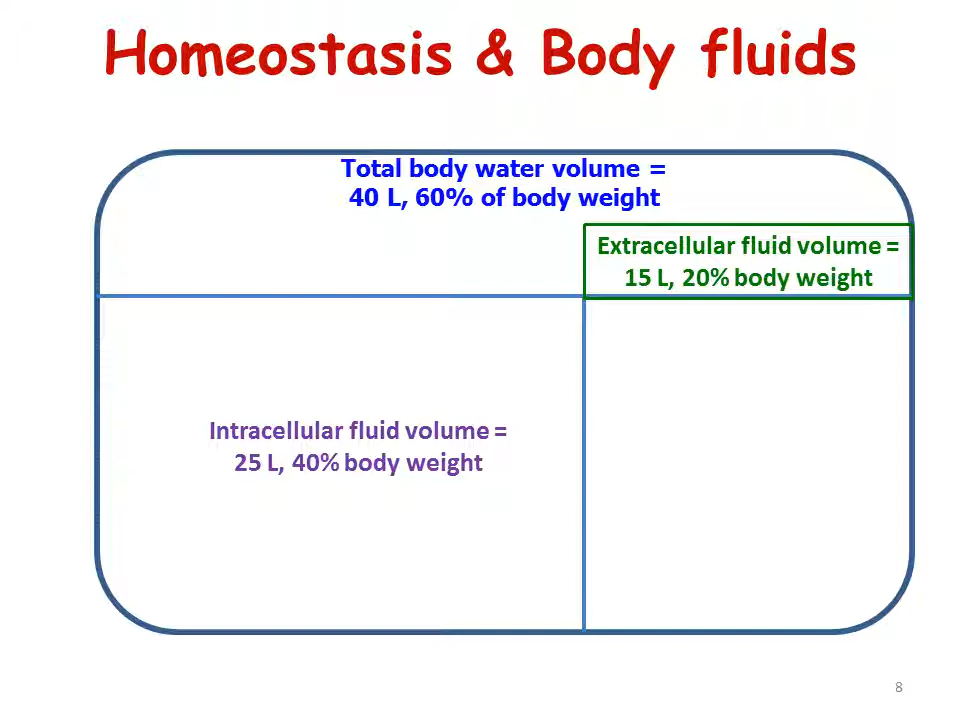 Homeostasis & Body fluids
Total body water volume =
40 L, 60% of body weight
Extracellular fluid volume =
15 L, 20% body weight
Intracellular fluid volume =
25 L, 40% body weight
8